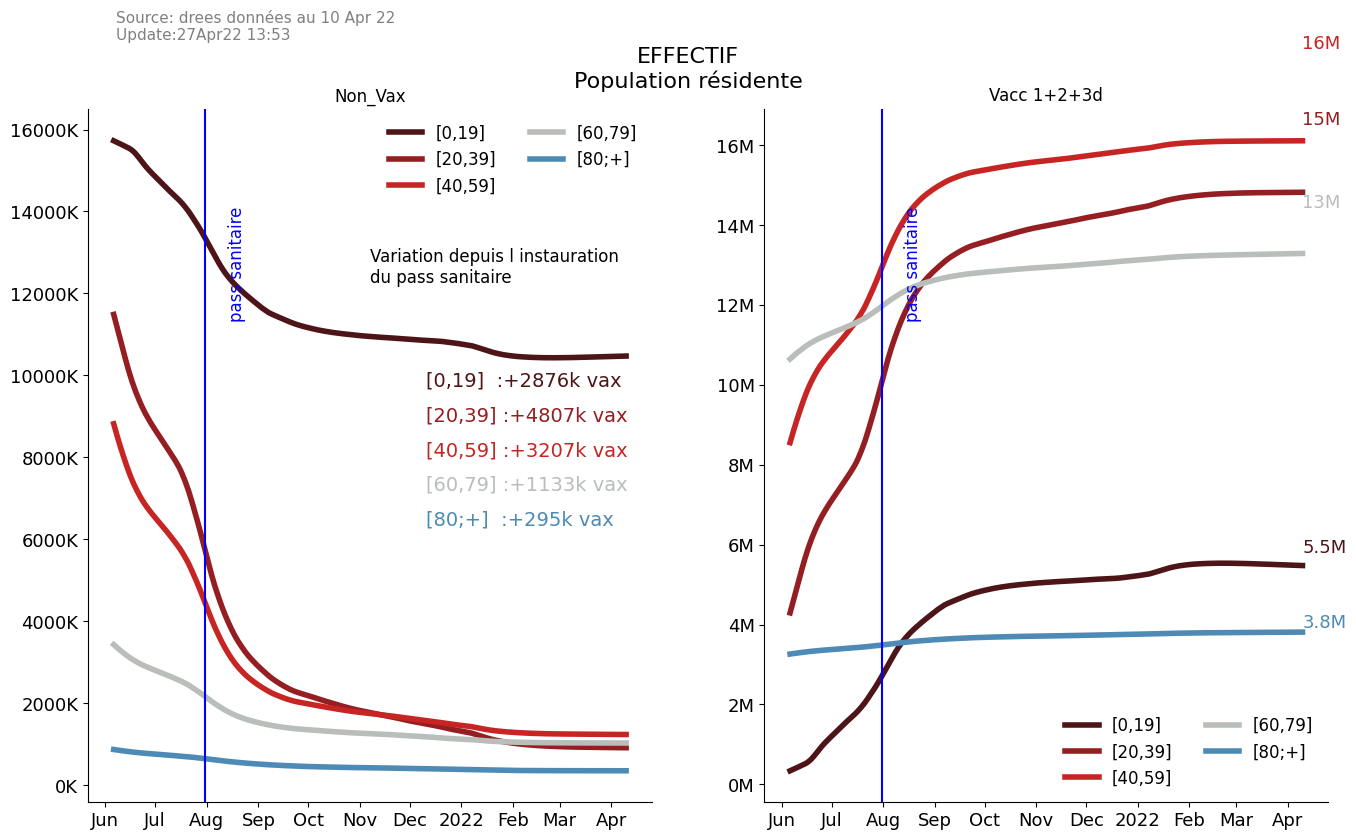 Source: drees données au 10 Apr 22
Update:27Apr22 13:53
EFFECTIF
Population résidente
Non_Vax
[0,19]
[20,39]
[40,59]
[60,79]
[80;+]
pass sanitaire
Variation depuis l instauration
du pass sanitaire
[0,19]  :+2876k vax
[20,39] :+4807k vax
[40,59] :+3207k vax
[60,79] :+1133k vax
[80;+]  :+295k vax
16000K
14000K
12000K
10000K
8000K
6000K
4000K
2000K
0K
Jun Jul Aug Sep Oct Nov Dec 2022 Feb Mar Apr
Vacc 1+2+3d
16M
14M
12M
10M
8M
6M
4M
2M
0M
pass sanitaire
16M
15M
13M
5.5M
3.8M
[0,19]
[20,39]
[40,59]
[60,79]
[80;+]
Jun Jul Aug Sep Oct Nov Dec 2022 Feb Mar Apr